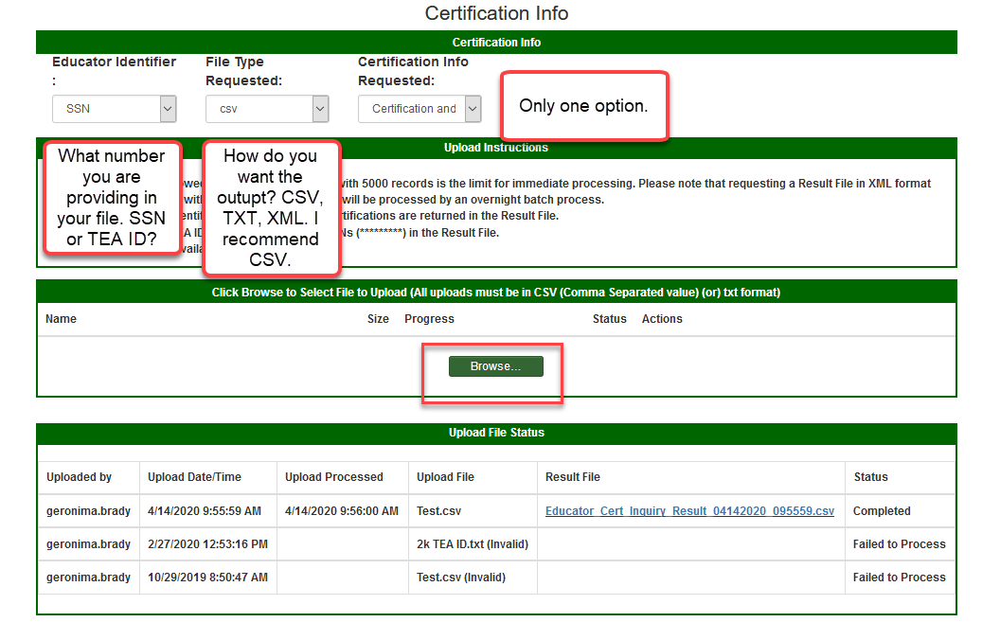 Certification Info
Certification Info
Educator Identifier
:
File Type
Requested:
Certification Info
Requested:
SSN
csv
Certification and
Only one option.
Upload Instructions
What number
you are
providing in
your file. SSN
or TEA ID?
How do you
want the
outupt? CSV,
TXT, XML. I
recommend
CSV.
with 5000 records is the limit for immediate processing. Please note that requesting a Result File in XML format
will be processed by an overnight batch process.
are returned in the Result File.
(*********) in the Result File.
Click Browse to Select File to Upload (All uploads must be in CSV (Comma Separated value) (or) txt format)
Name Size Progress Status Actions
Browse...
Upload File Status
Uploaded by Upload Date/Time Upload Processed Upload File Result File Status
geronima.brady 4/14/2020 9:55:59 AM 4/14/2020 9:56:00 AM Test.csv Educator_Cert_Inquiry_Result_04142020_095559.csv Completed
geronima.brady 2/27/2020 12:53:16 PM 2k TEA ID.txt (Invalid) Failed to Process
geronima.brady 10/29/2019 8:50:47 AM Test.csv (Invalid) Failed to Process